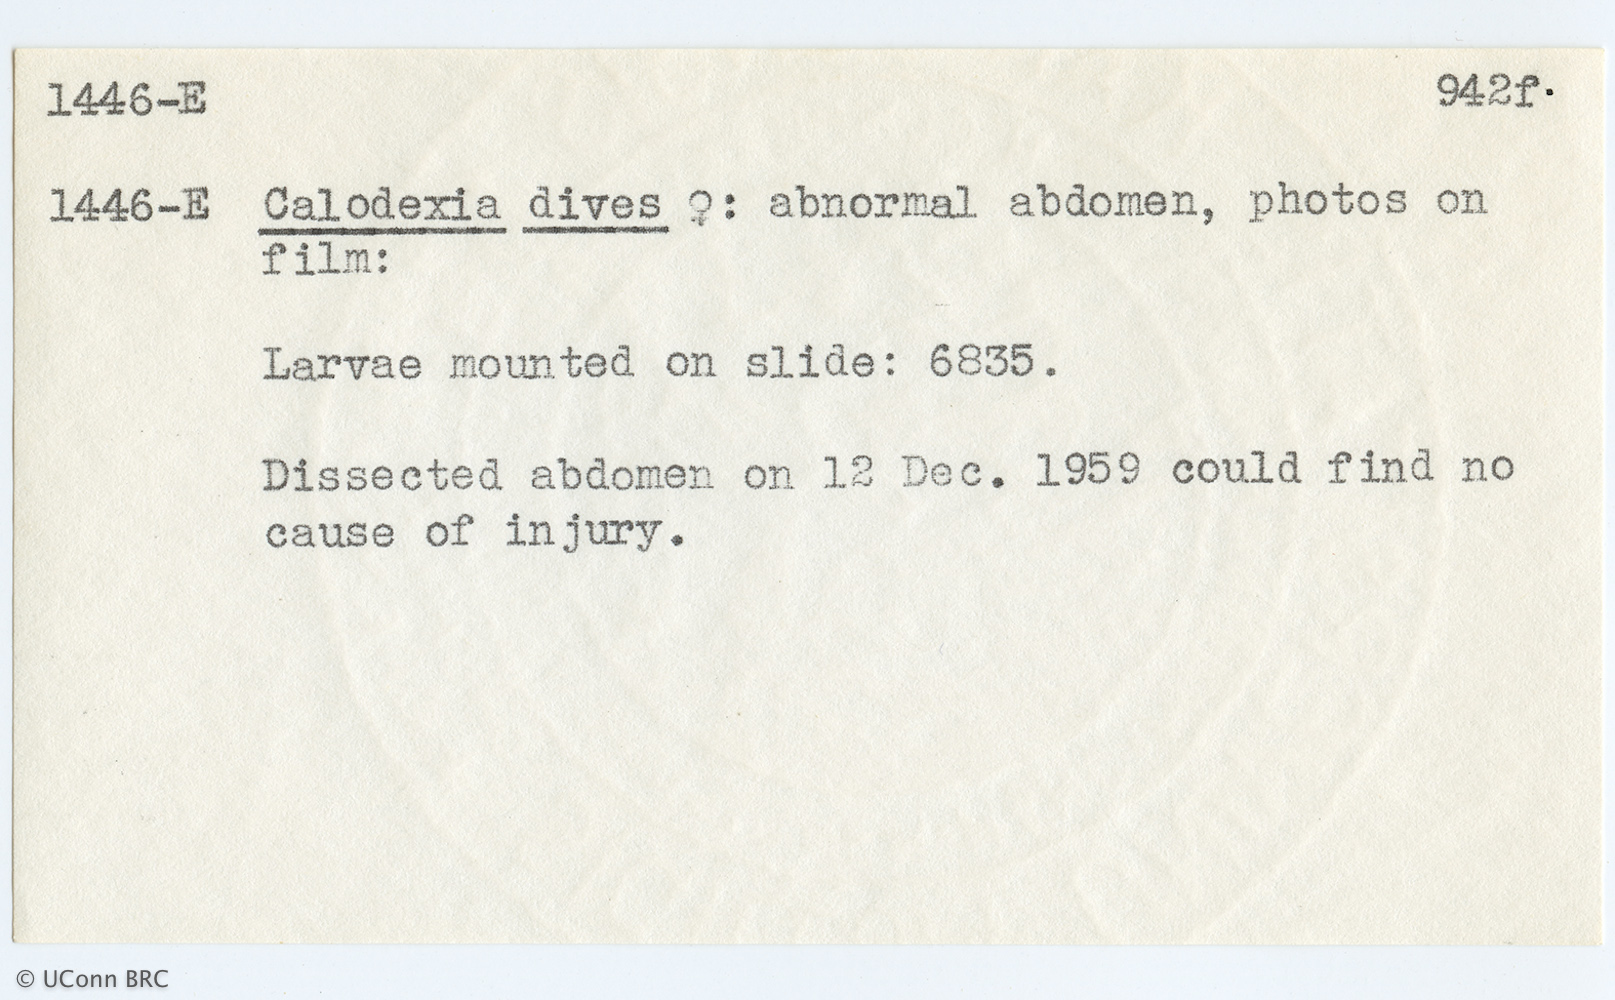 1446-E 942f.
1446-E Calodexia dives ♀: abnormal abdomen, photos on
film:
Larvae mounted on slide: 6835.
Dissected abdomen on 12 Dec. 1959 could find no
cause of injury.
© UConn BRC